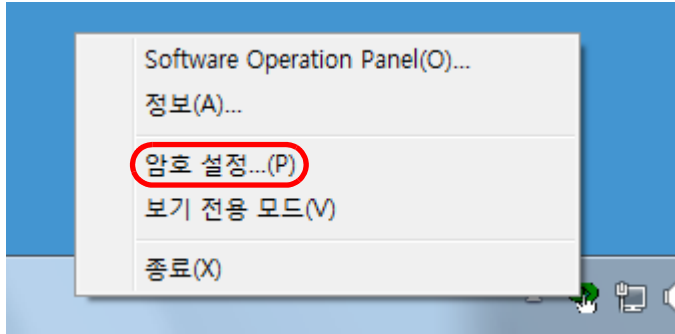 Software Operation Panel(O)...
정보(A)...
암호 설정...(P)
보기 전용 모드(V)
종료(X)